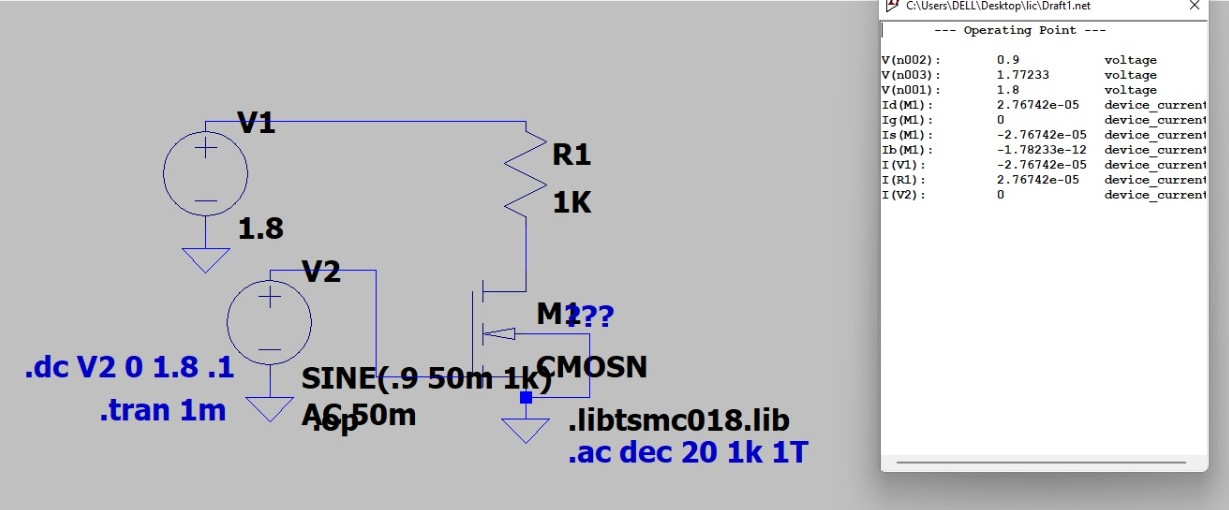 C:\Users\DELL\Desktop\lic\Draft1.net
--- Operating Point ---
V(n002): 0.9 voltage
V(n003): 1.77233 voltage
V(n001): 1.8 voltage
Id(M1): 2.76742e-05 device_current
Ig(M1): 0 device_current
Is(M1): -2.76742e-05 device_current
Ib(M1): -1.78233e-12 device_current
I(V1): -2.76742e-05 device_current
I(R1): 2.76742e-05 device_current
I(V2): 0 device_current
V1
R1
1K
1.8
V2
M1
???
.dc V2 0 1.8 .1
SINE(.9 50m 1k)
CMOSN
.tran 1m
AC 50m
.op
.libtsmc018.lib
.ac dec 20 1k 1T